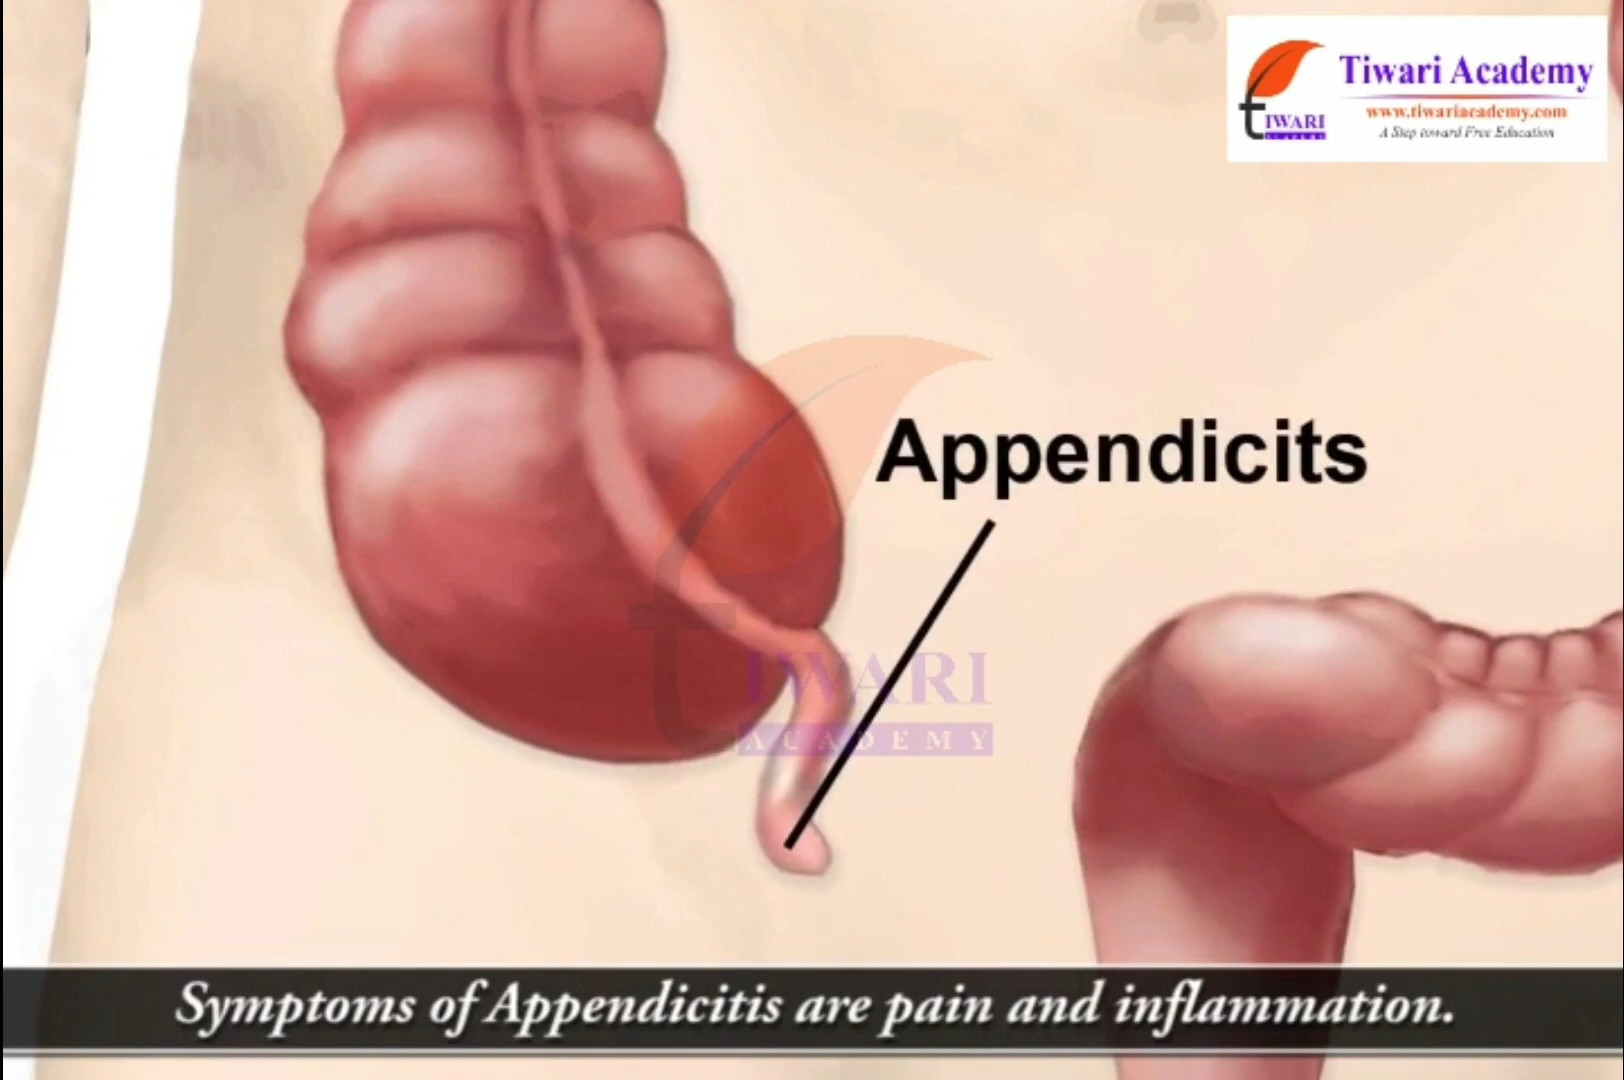 Tiwari Academy
www.tiwariacademy.com
A Step toward Free Education
tIWARI
ACADEMY
Appendicits
tIWARI
ACADEMY
Symptoms of Appendicitis are pain and inflammation.